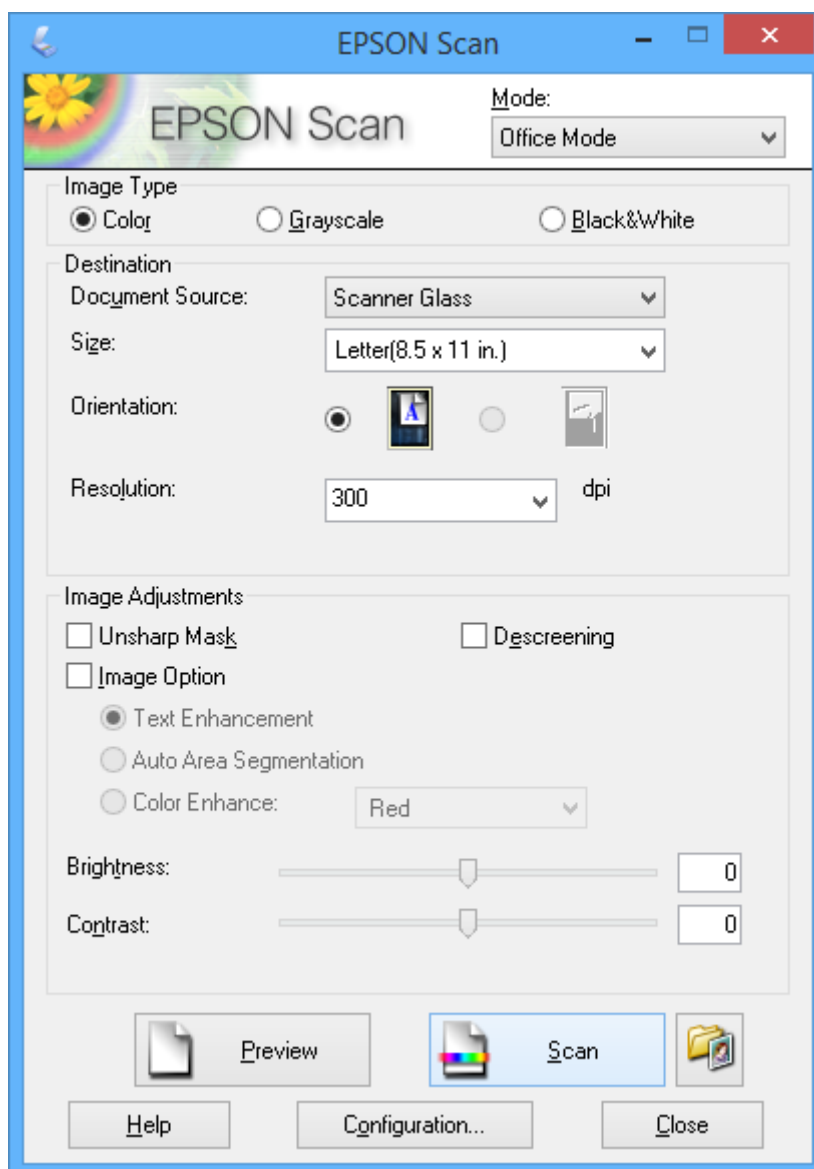 EPSON Scan
EPSON Scan
Mode:
Office Mode
Image Type
Color Grayscale Black&White
Destination
Document Source: Scanner Glass
Size: Letter(8.5 x 11 in.)
Orientation: A
Resolution: 300 dpi
Image Adjustments
Unsharp Mask Descreening
Image Option
Text Enhancement
Auto Area Segmentation
Color Enhance: Red
Brightness: 0
Contrast: 0
Preview Scan
Help Configuration... Close